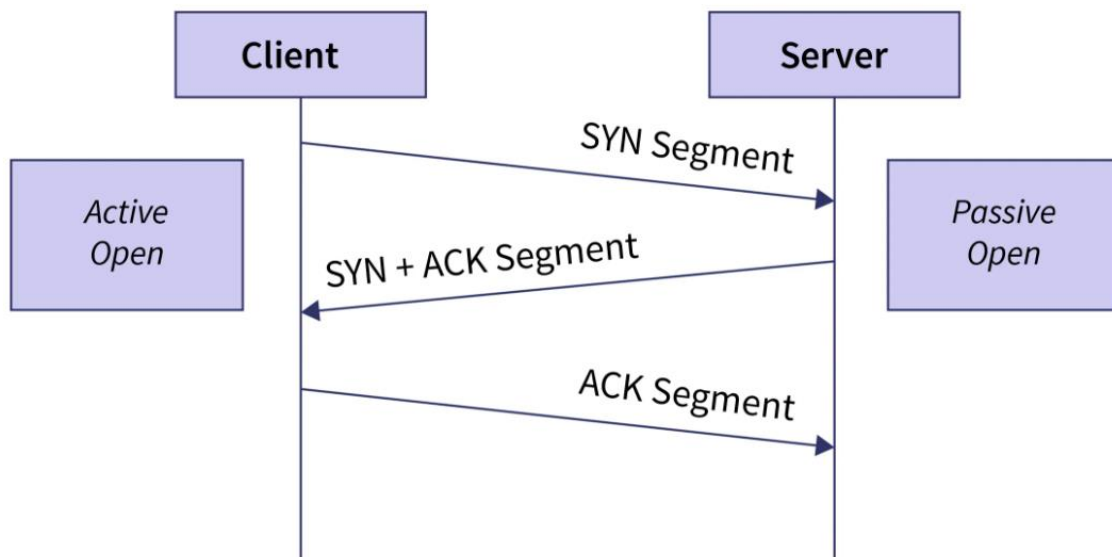 Client
Server
SYN Segment
Active
Open
Passive
Open
SYN + ACK Segment
ACK Segment